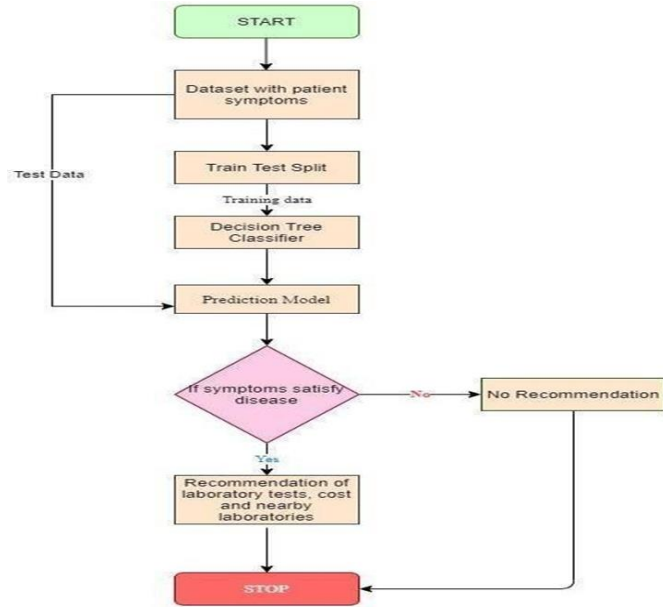 START
Dataset with patient
symptoms
Test Data
Train Test Split
Training data
Decision Tree
Classifier
Prediction Model
If symptoms satisfy
disease
No
No Recommendation
Yes
Recommendation of
laboratory tests, cost
and nearby
laboratories
STOP